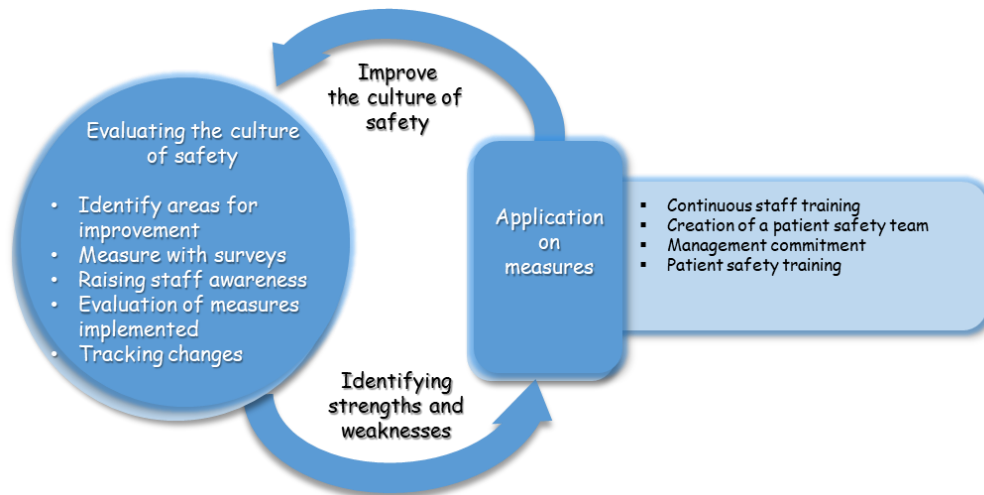 Improve
the culture of
safety
Evaluating the culture
of safety
• Identify areas for
improvement
• Measure with surveys
• Raising staff awareness
• Evaluation of measures
implemented
• Tracking changes
Application
on
measures
▪ Continuous staff training
▪ Creation of a patient safety team
▪ Management commitment
▪ Patient safety training
Identifying
strengths and
weaknesses